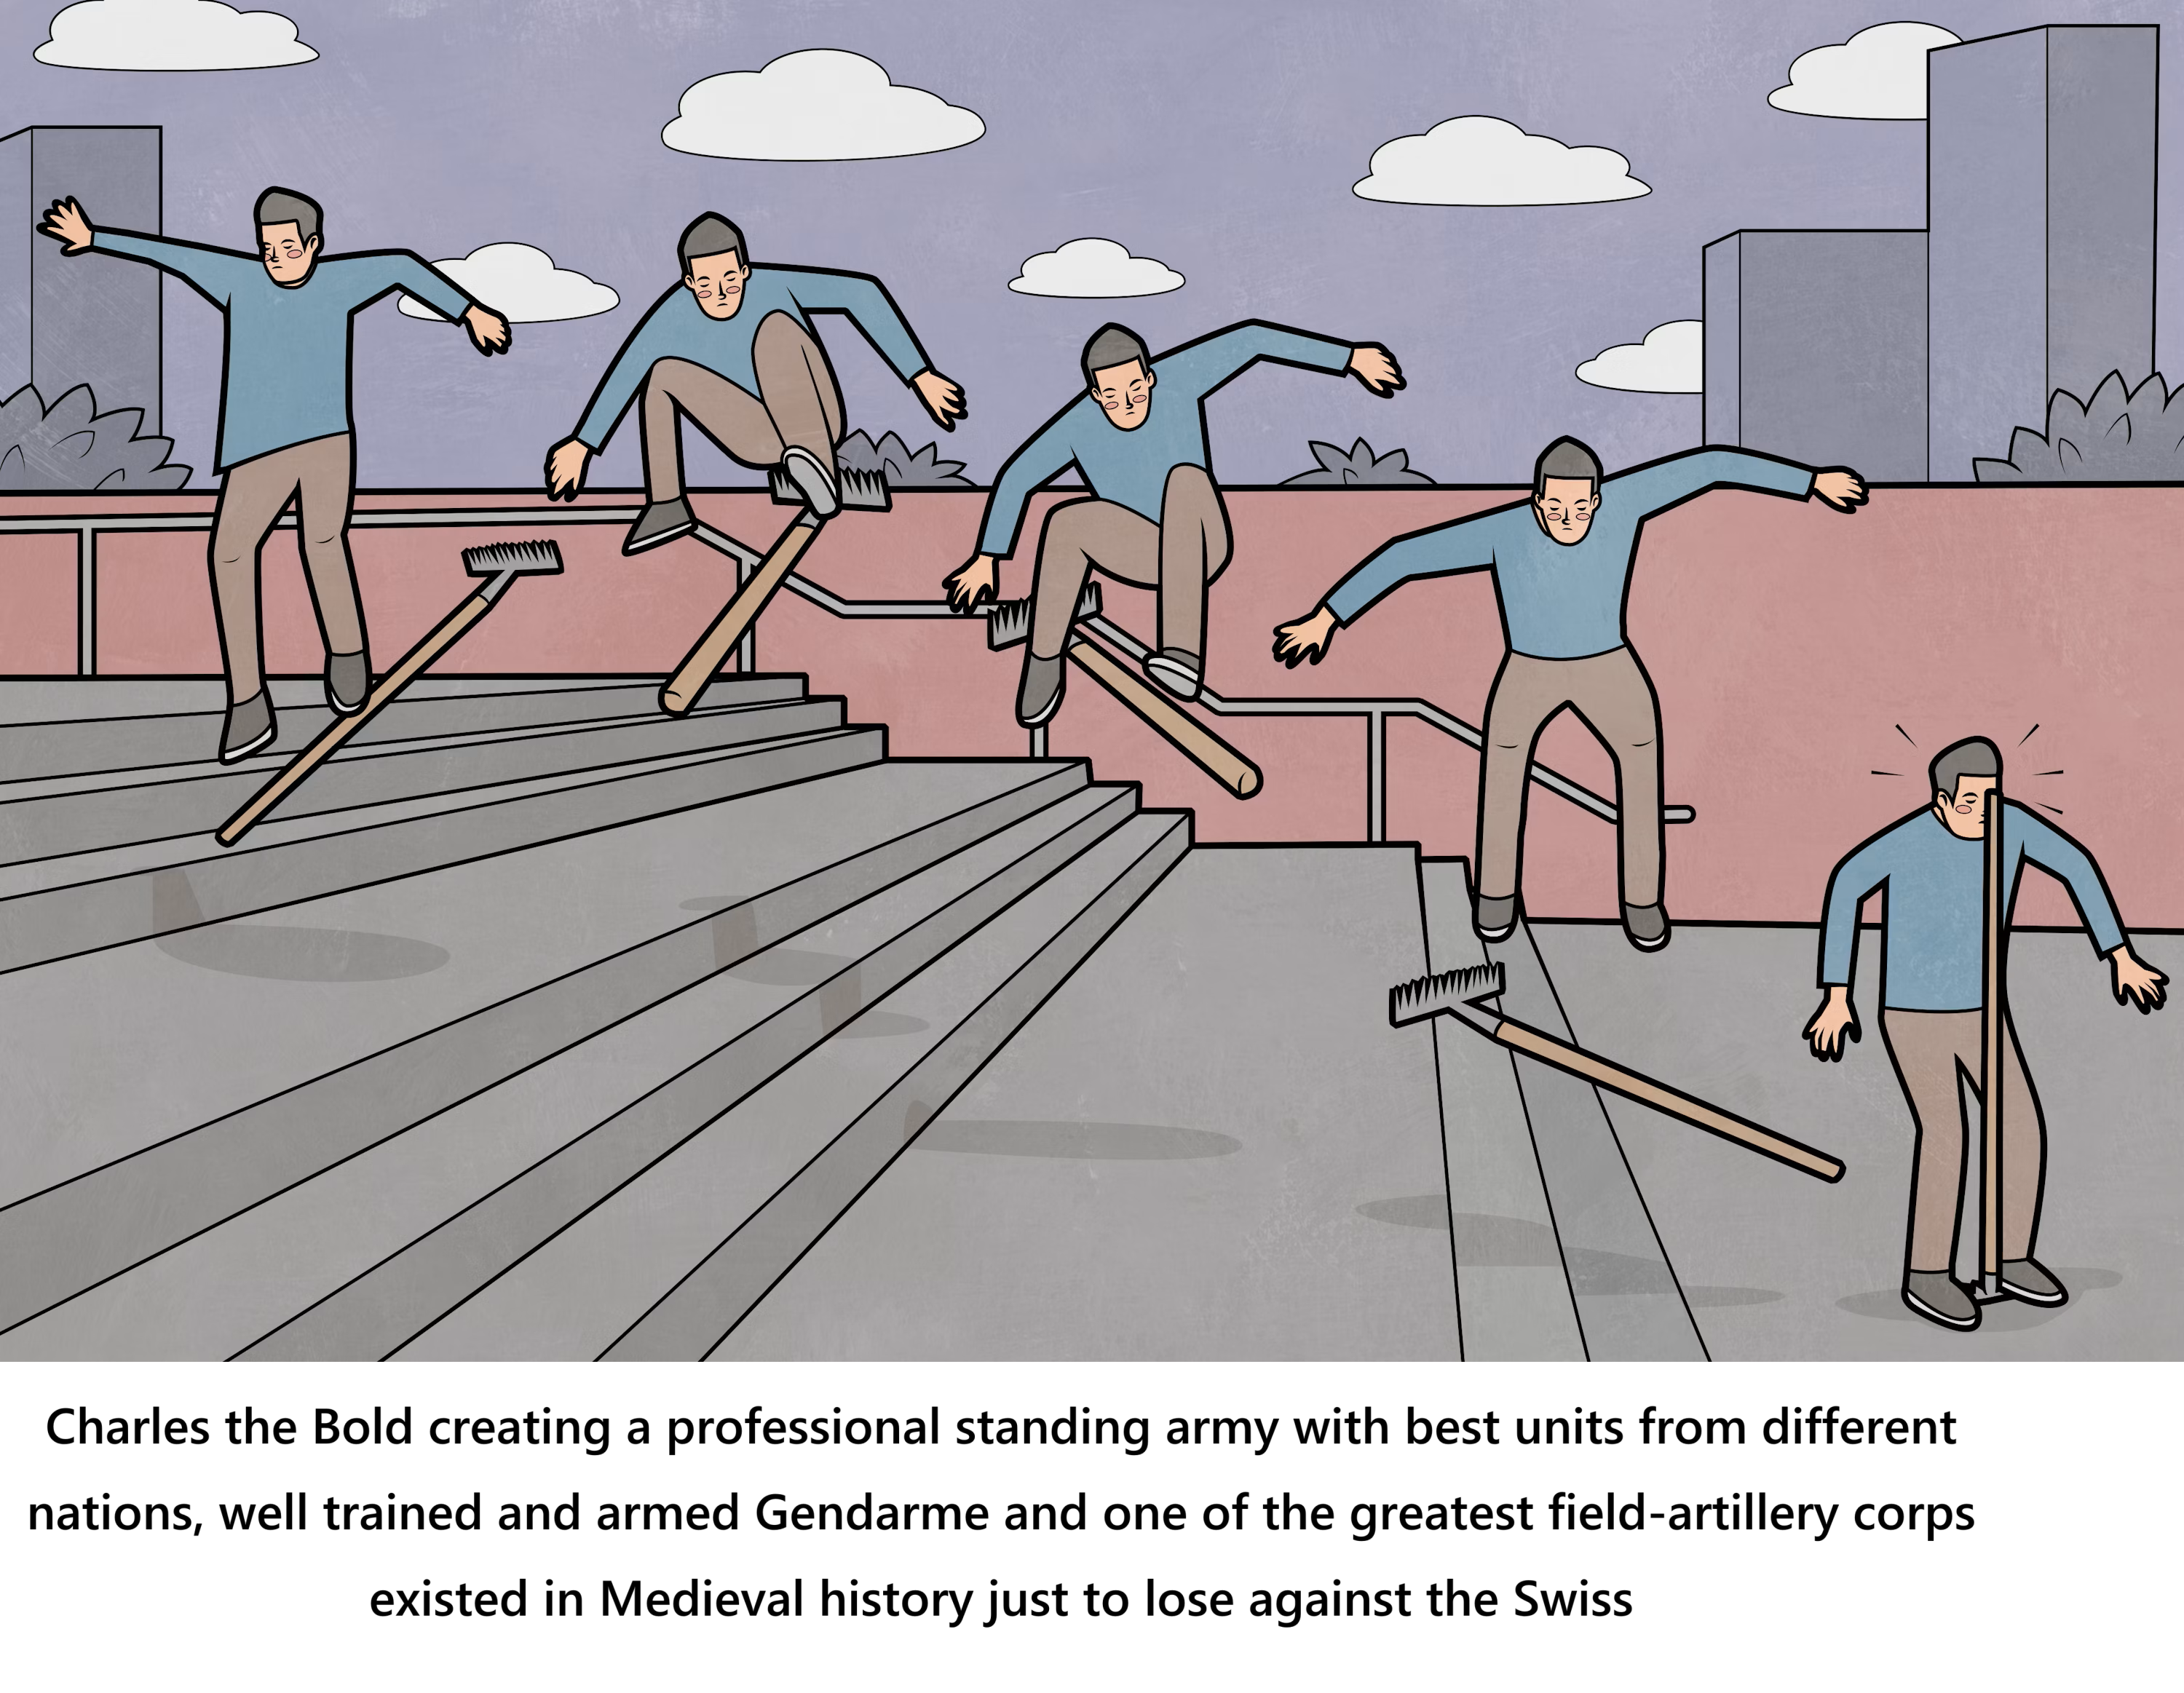 Charles the Bold creating a professional standing army with best units from different
nations, well trained and armed Gendarme and one of the greatest field-artillery corps
existed in Medieval history just to lose against the Swiss